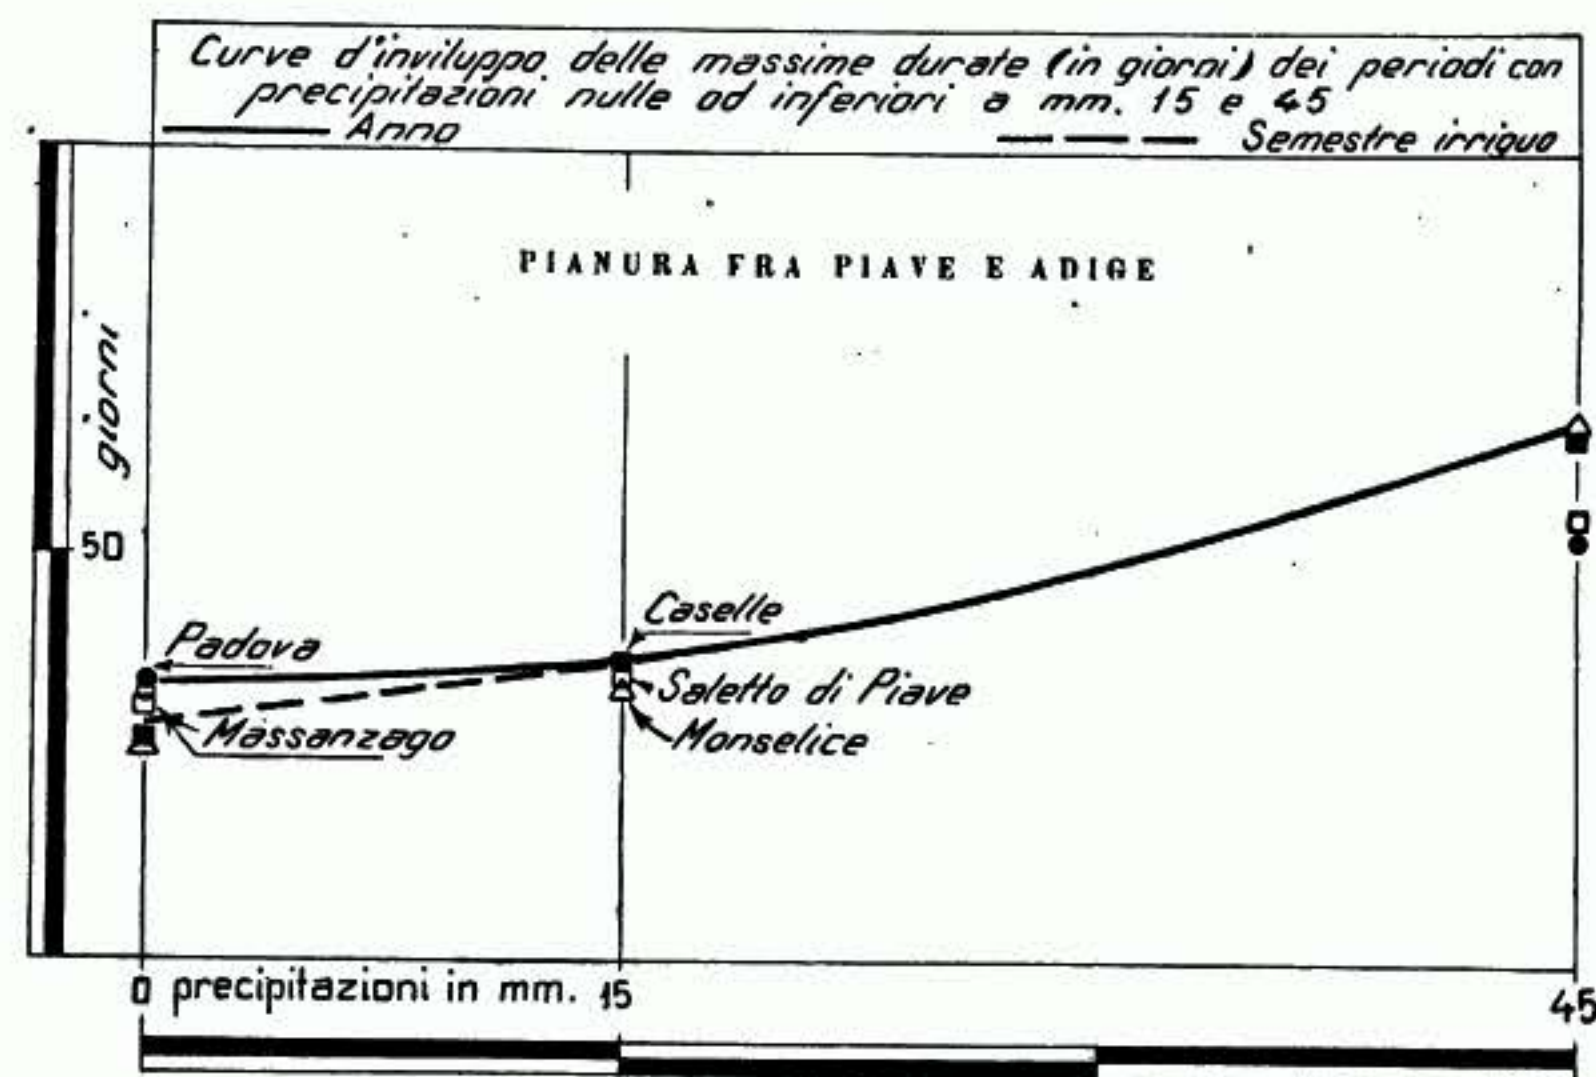 Curve d'inviluppo delle massime durate (in giorni) dei periodi con
precipitazioni nulle od inferiori a mm. 15 e 45
Anno
Semestre irriguo
PIANURA FRA PIAVE E ADIGE
giorni
50
Caselle
Padova
Saletto di Piave
Massanzago
Monselice
0 precipitazioni in mm. 15
45